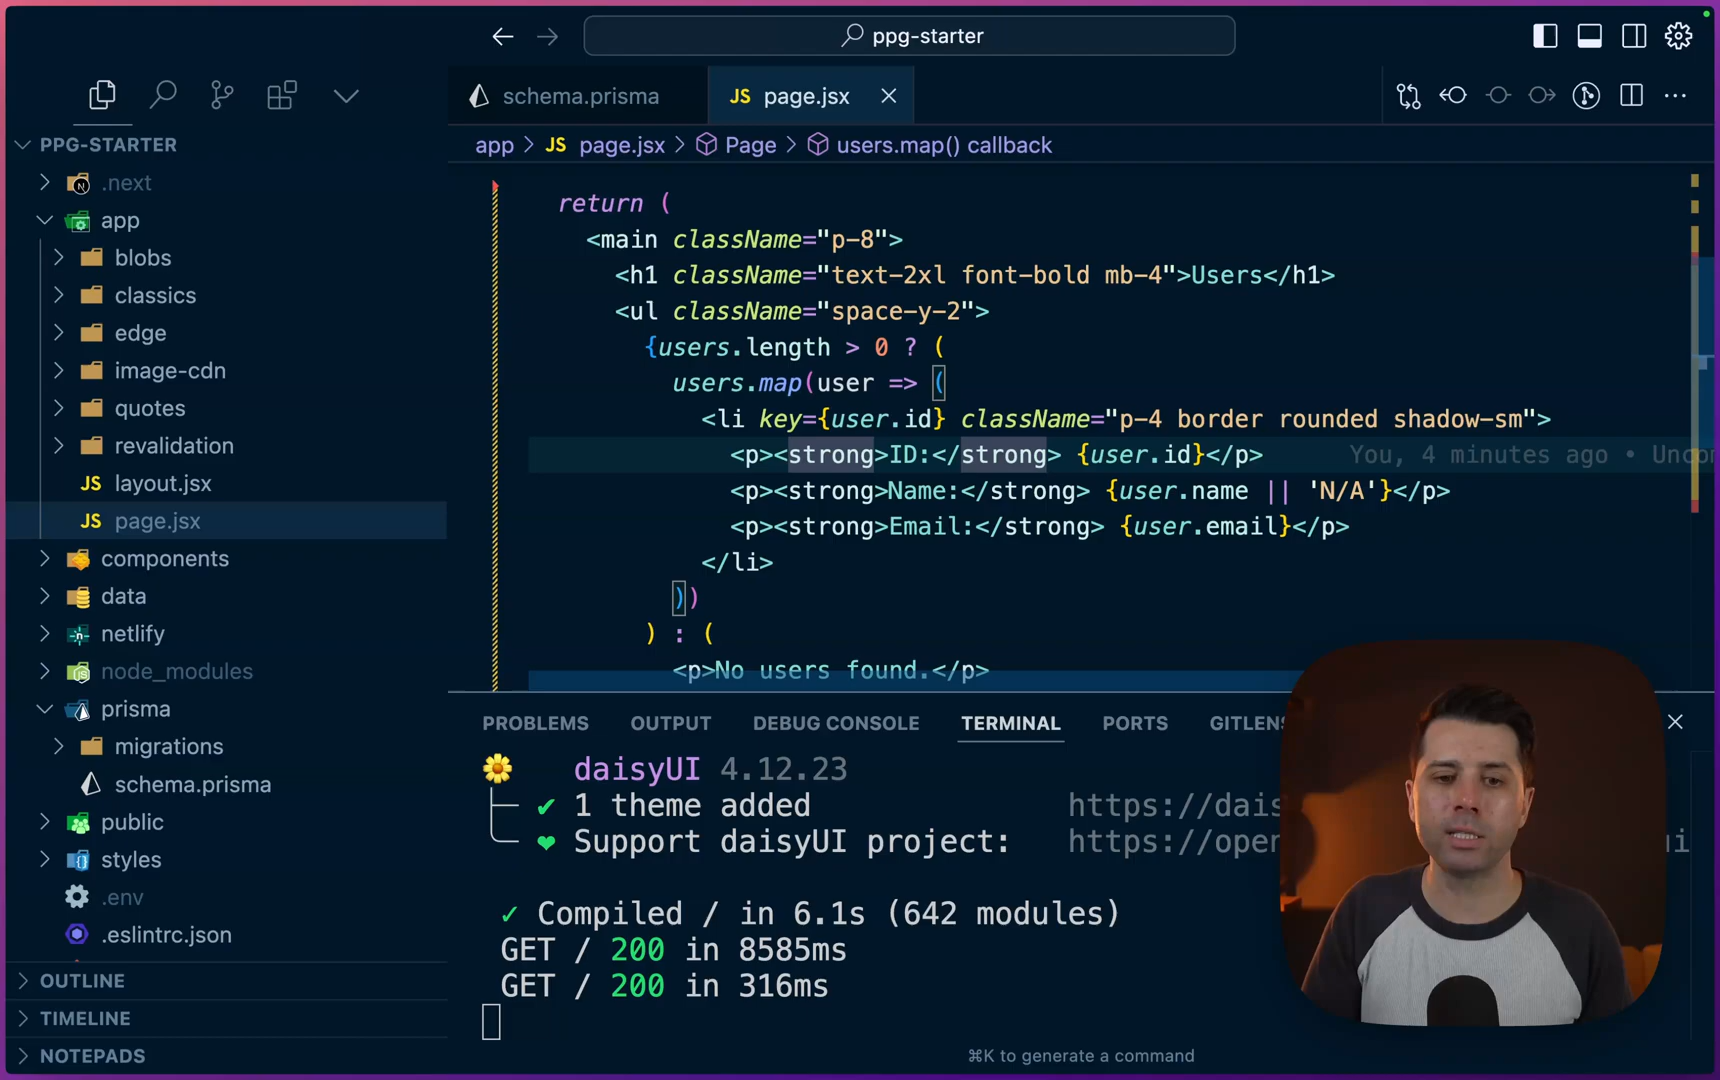 ppg-starter
schema.prisma
JS page.jsx
app > JS page.jsx > Page > users.map() callback
PPG-STARTER
.next
app
blobs
classics
edge
image-cdn
quotes
revalidation
JS layout.jsx
JS page.jsx
components
data
netlify
node_modules
prisma
migrations
schema.prisma
public
styles
.env
.eslintrc.json
OUTLINE
TIMELINE
NOTEPADS
return (
<main className="p-8">
<h1 className="text-2xl font-bold mb-4">Users</h1>
<ul className="space-y-2">
{users.length > 0 ? (
users.map(user => (
<li key={user.id} className="p-4 border rounded shadow-sm">
<p><strong>ID:</strong> {user.id}</p> You, 4 minutes ago • Unco
<p><strong>Name:</strong> {user.name || 'N/A'}</p>
<p><strong>Email:</strong> {user.email}</p>
</li>
))
) : (
<p>No users found.</p>
PROBLEMS OUTPUT DEBUG CONSOLE TERMINAL PORTS GITLENS
daisyUI 4.12.23
✔ 1 theme added https://dais
❤ Support daisyUI project: https://open ui
✓ Compiled / in 6.1s (642 modules)
GET / 200 in 8585ms
GET / 200 in 316ms
⌘K to generate a command